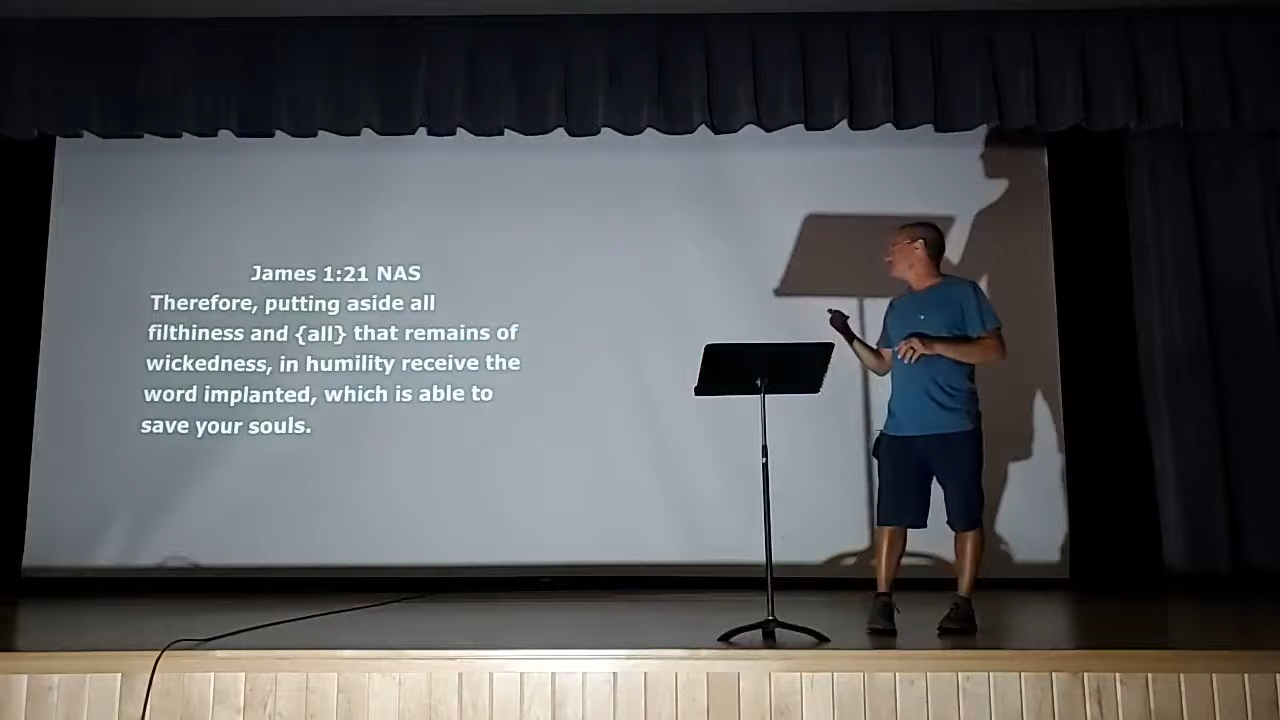 James 1:21 NAS
Therefore, putting aside all
filthiness and {all} that remains of
wickedness, in humility receive the
word implanted, which is able to
save your souls.